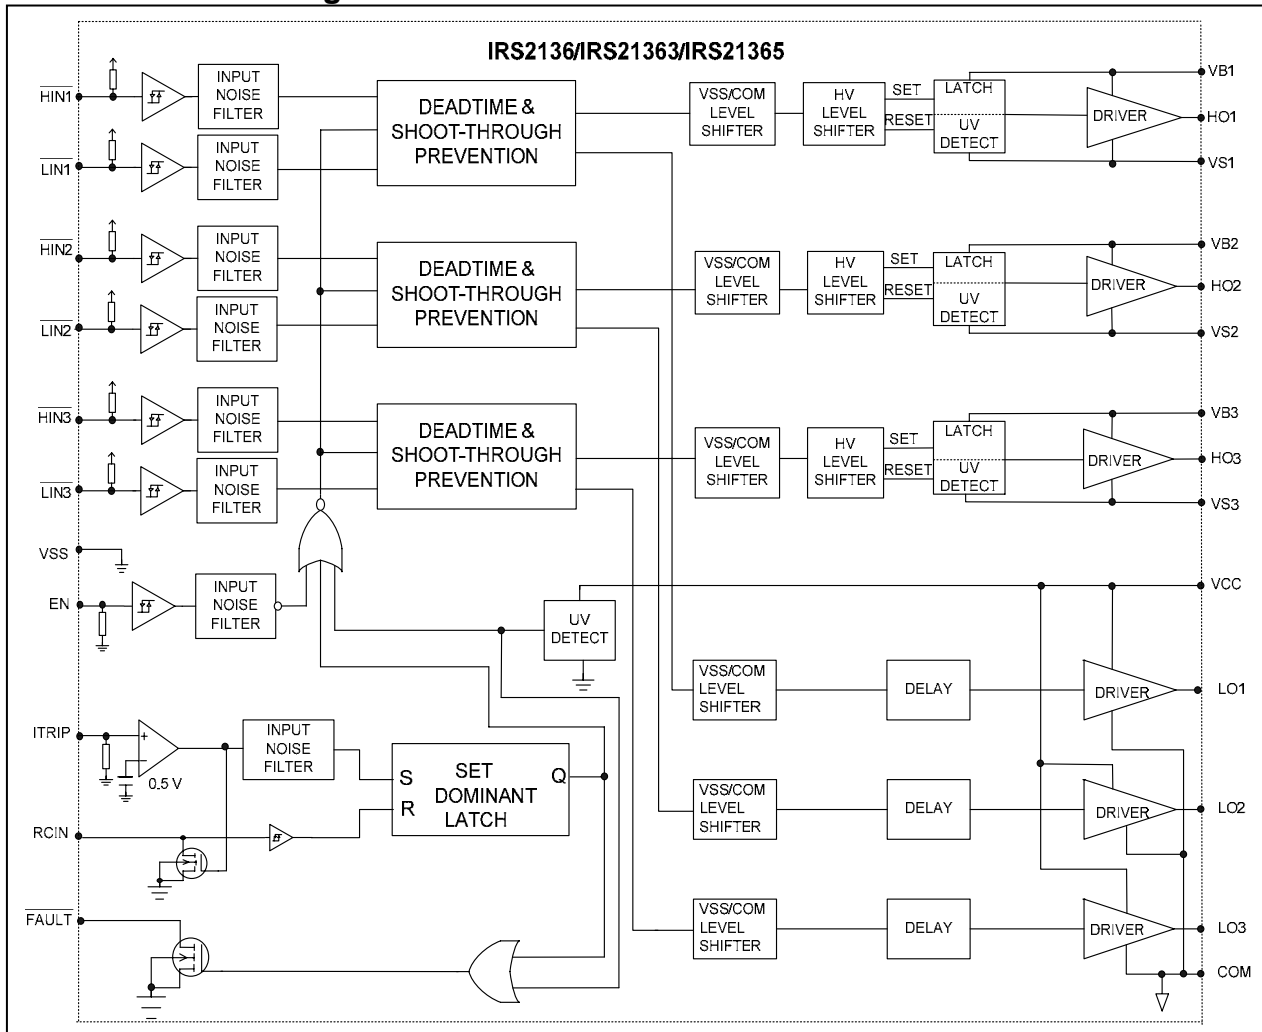 IRS2136/IRS21363/IRS21365
HIN1
INPUT
NOISE
FILTER
LIN1
INPUT
NOISE
FILTER
DEADTIME &
SHOOT-THROUGH
PREVENTION
VSS/COM
LEVEL
SHIFTER
HV
LEVEL
SHIFTER
SET
RESET
LATCH
UV
DETECT
DRIVER
VB1
HO1
VS1
HIN2
INPUT
NOISE
FILTER
LIN2
INPUT
NOISE
FILTER
DEADTIME &
SHOOT-THROUGH
PREVENTION
VSS/COM
LEVEL
SHIFTER
HV
LEVEL
SHIFTER
SET
RESET
LATCH
UV
DETECT
DRIVER
VB2
HO2
VS2
HIN3
INPUT
NOISE
FILTER
LIN3
INPUT
NOISE
FILTER
DEADTIME &
SHOOT-THROUGH
PREVENTION
VSS/COM
LEVEL
SHIFTER
HV
LEVEL
SHIFTER
SET
RESET
LATCH
UV
DETECT
DRIVER
VB3
HO3
VS3
VSS
EN
INPUT
NOISE
FILTER
UV
DETECT
VCC
VSS/COM
LEVEL
SHIFTER
DELAY
DRIVER
LO1
ITRIP
+
−
0.5 V
INPUT
NOISE
FILTER
S
R
SET
DOMINANT
LATCH
Q
RCIN
VSS/COM
LEVEL
SHIFTER
DELAY
DRIVER
LO2
FAULT
VSS/COM
LEVEL
SHIFTER
DELAY
DRIVER
LO3
COM